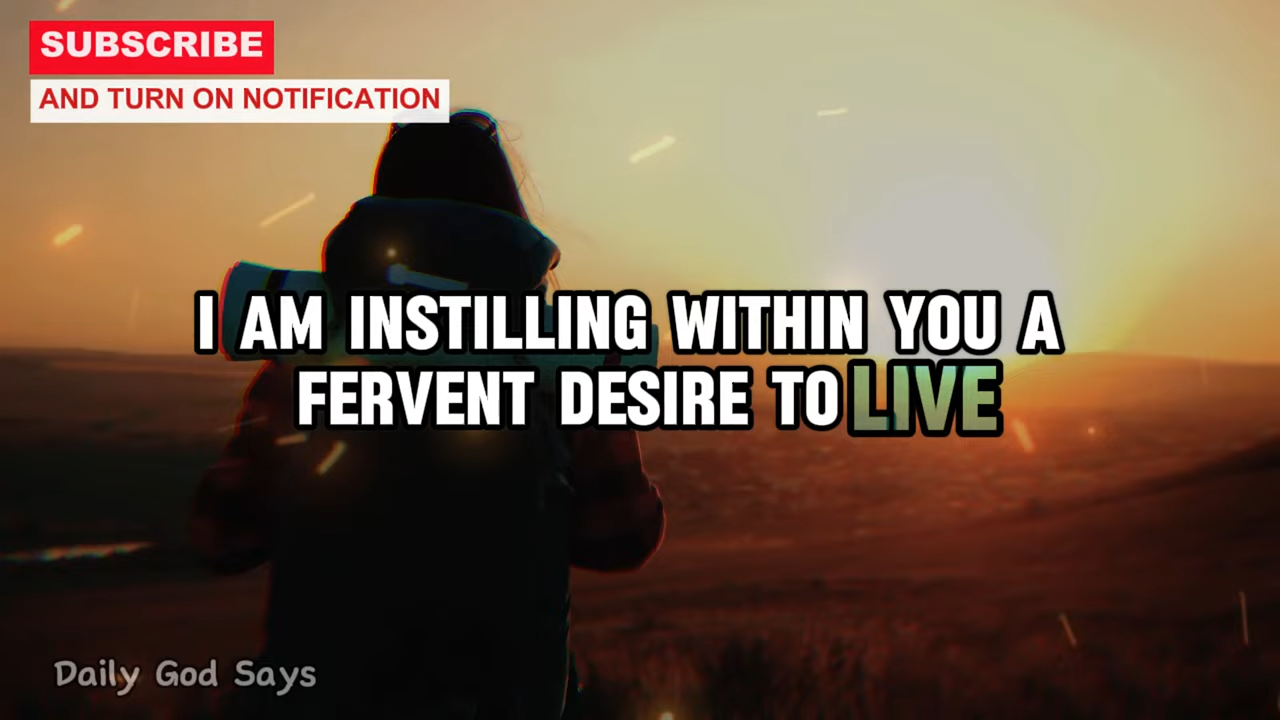 SUBSCRIBE
AND TURN ON NOTIFICATION
I AM INSTILLING WITHIN YOU A
FERVENT DESIRE TO LIVE
Daily God Says